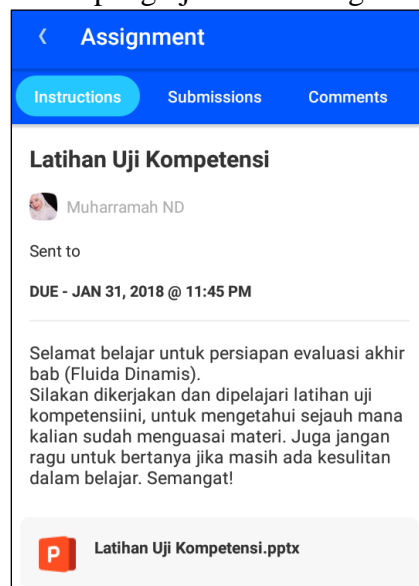 Assignment
Instructions Submissions Comments
Latihan Uji Kompetensi
Muharramah ND
Sent to
DUE - JAN 31, 2018 @ 11:45 PM
Selamat belajar untuk persiapan evaluasi akhir
bab (Fluida Dinamis).
Silakan dikerjakan dan dipelajari latihan uji
kompetensiini, untuk mengetahui sejauh mana
kalian sudah menguasai materi. Juga jangan
ragu untuk bertanya jika masih ada kesulitan
dalam belajar. Semangat!
P Latihan Uji Kompetensi.pptx